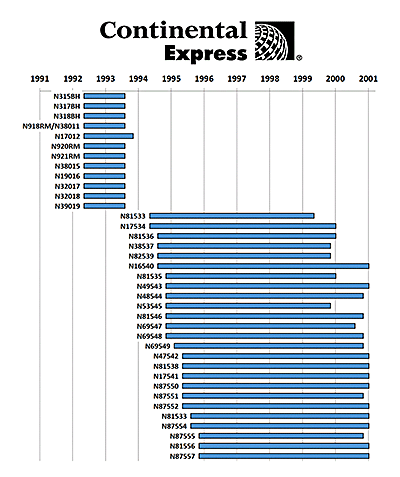 Continental
Express
®
1991 1992 1993 1994 1995 1996 1997 1998 1999 2000 2001
N315BH
N317BH
N318BH
N918RM/N38011
N17012
N920RM
N921RM
N38015
N19016
N32017
N32018
N39019
N81533
N17534
N81536
N38537
N82539
N16540
N81535
N49543
N48544
N53545
N81546
N69547
N69548
N69549
N47542
N81538
N17541
N87550
N87551
N87552
N81533
N87554
N87555
N81556
N87557